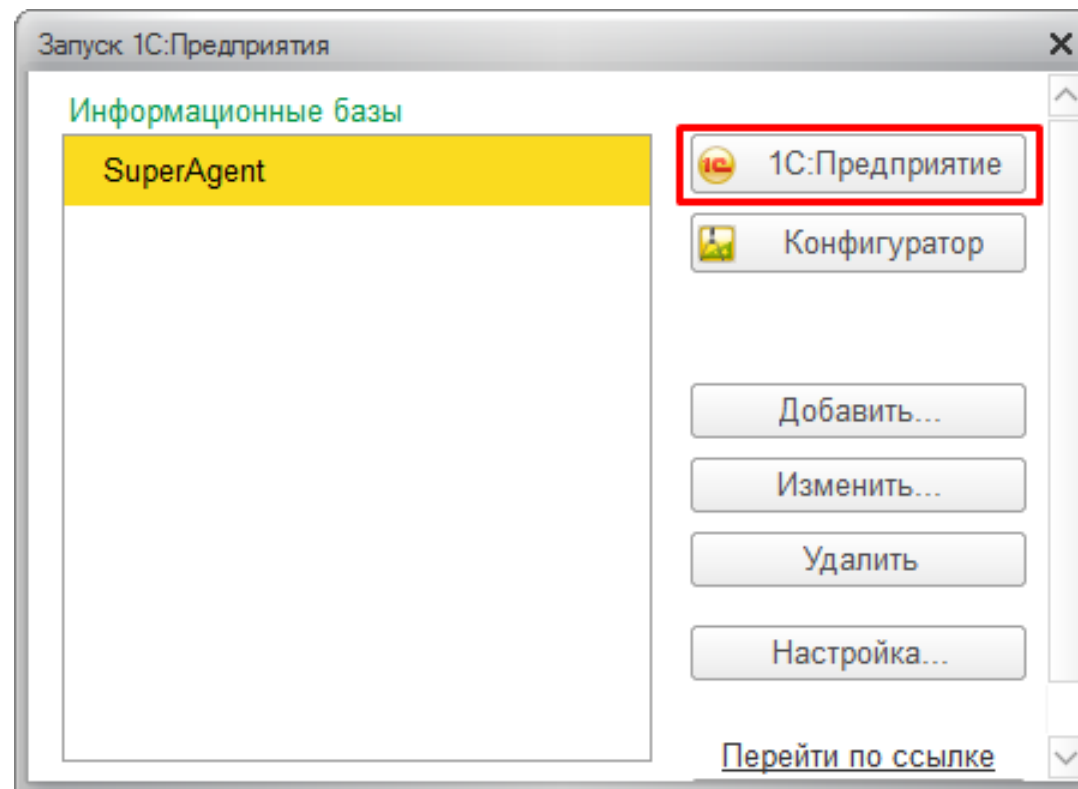 Запуск 1С:Предприятия
Информационные базы
SuperAgent
1С:Предприятие
Конфигуратор
Добавить...
Изменить...
Удалить
Настройка...
Перейти по ссылке